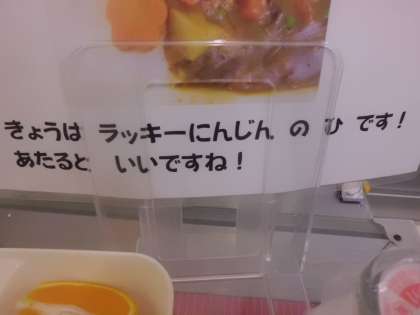 きょうは ラッキーにんじん の ひ です！
あたると いいですね！